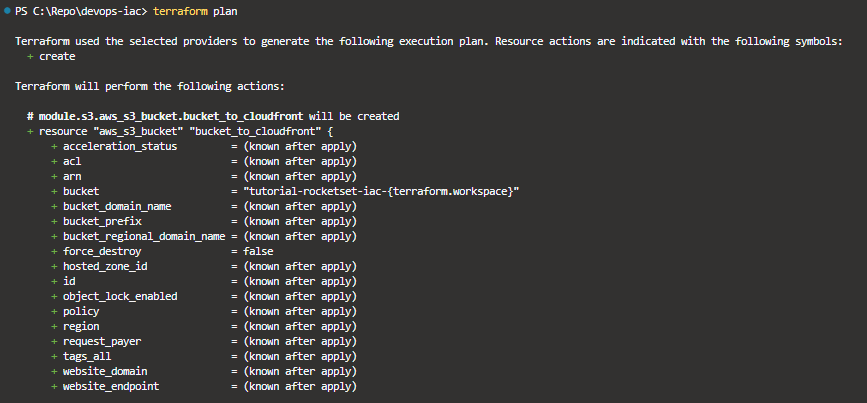 PS C:\Repo\devops-iac> terraform plan
Terraform used the selected providers to generate the following execution plan. Resource actions are indicated with the following symbols:
+ create
Terraform will perform the following actions:
# module.s3.aws_s3_bucket.bucket_to_cloudfront will be created
+ resource "aws_s3_bucket" "bucket_to_cloudfront" {
+ acceleration_status = (known after apply)
+ acl = (known after apply)
+ arn = (known after apply)
+ bucket = "tutorial-rocketset-iac-{terraform.workspace}"
+ bucket_domain_name = (known after apply)
+ bucket_prefix = (known after apply)
+ bucket_regional_domain_name = (known after apply)
+ force_destroy = false
+ hosted_zone_id = (known after apply)
+ id = (known after apply)
+ object_lock_enabled = (known after apply)
+ policy = (known after apply)
+ region = (known after apply)
+ request_payer = (known after apply)
+ tags_all = (known after apply)
+ website_domain = (known after apply)
+ website_endpoint = (known after apply)